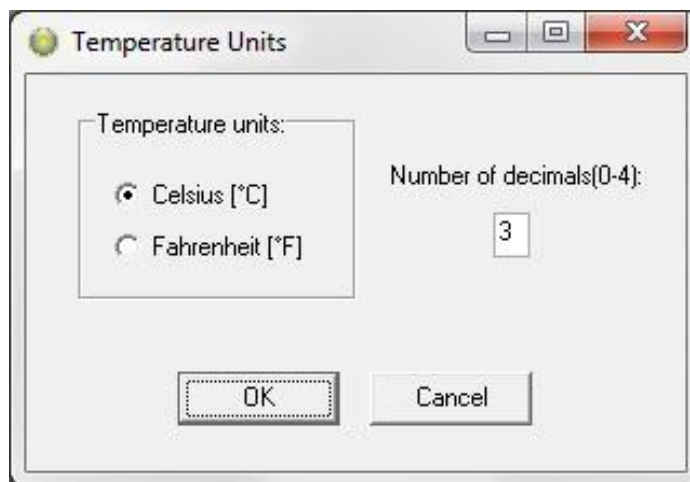 Temperature Units
Temperature units:
Celsius [°C]
Fahrenheit [°F]
Number of decimals(0-4):
3
OK
Cancel